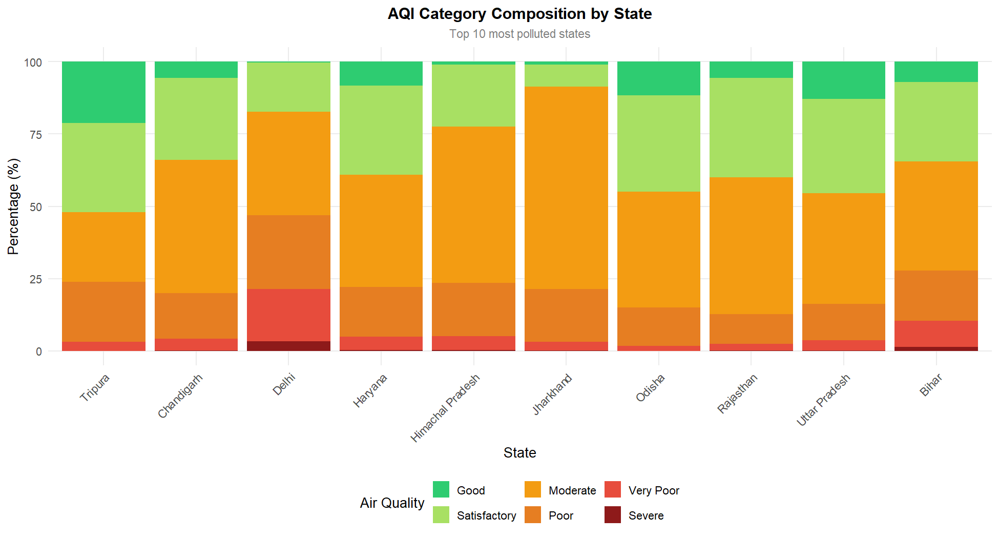 AQI Category Composition by State
Top 10 most polluted states
Percentage (%)
100
75
50
25
0
Tripura
Chandigarh
Delhi
Haryana
Himachal Pradesh
Jharkhand
Odisha
Rajasthan
Uttar Pradesh
Bihar
State
Air Quality
Good
Moderate
Very Poor
Satisfactory
Poor
Severe